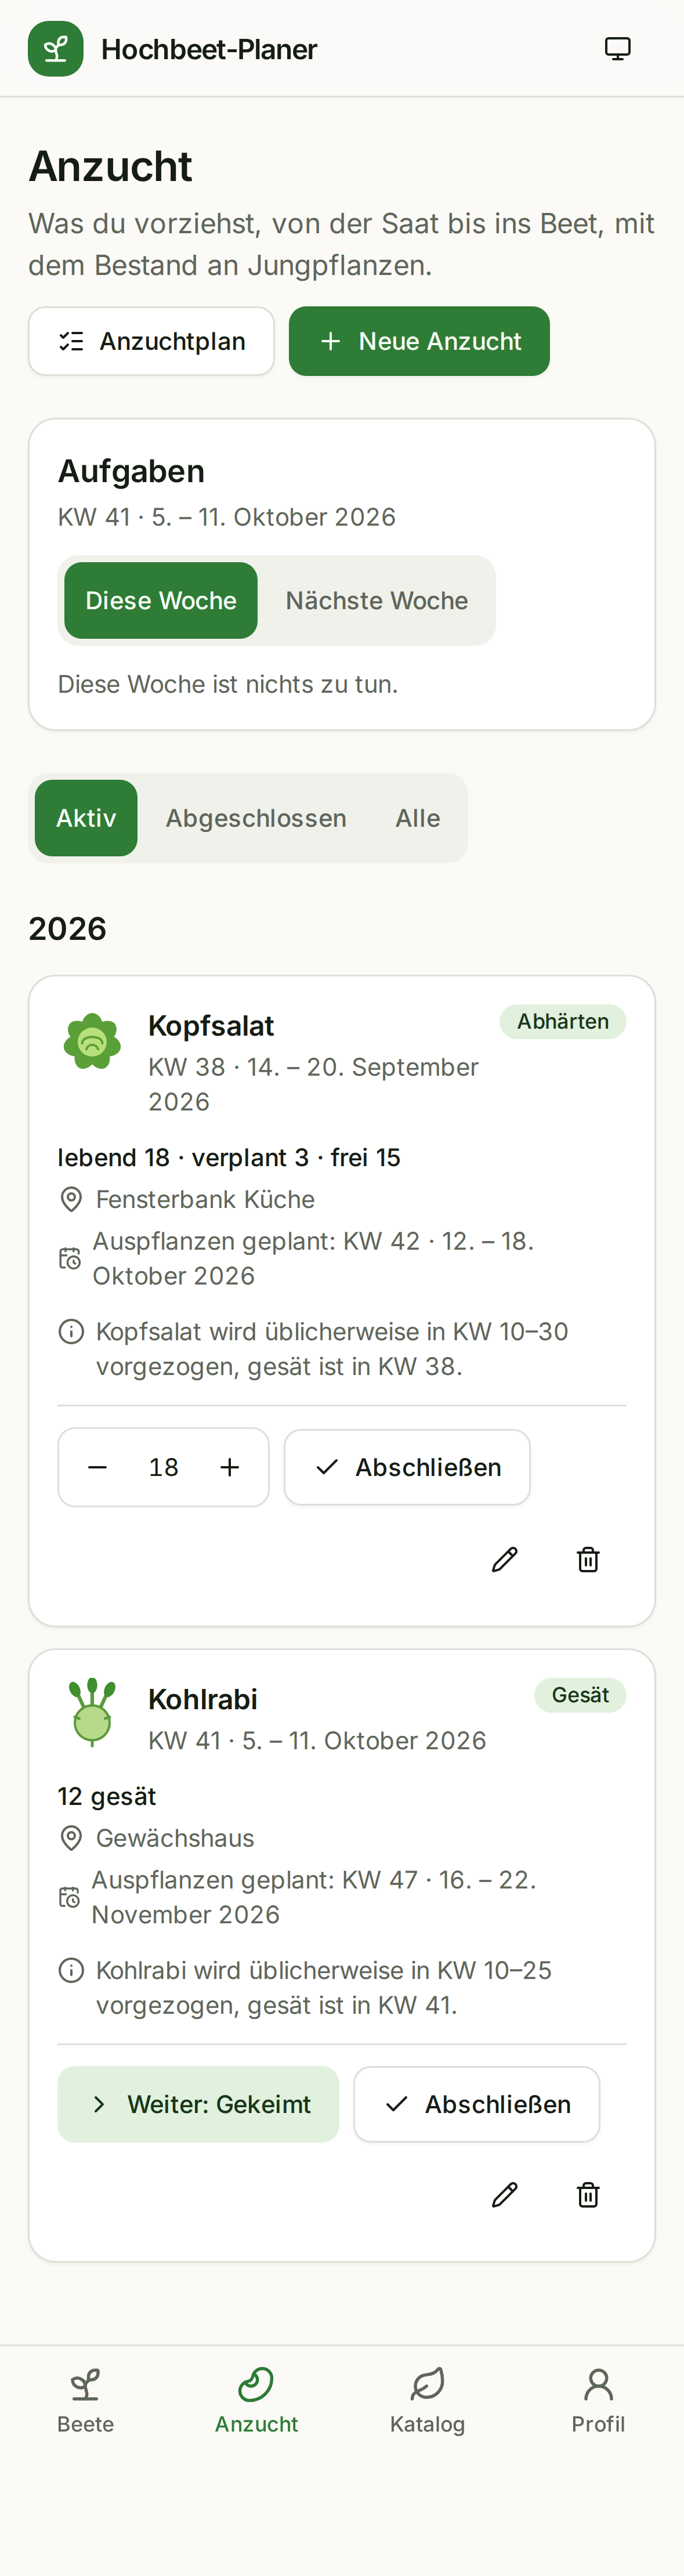 Hochbeet-Planer
Anzucht
Was du vorziehst, von der Saat bis ins Beet, mit
dem Bestand an Jungpflanzen.
Anzuchtplan
Neue Anzucht
Aufgaben
KW 41 · 5. – 11. Oktober 2026
Diese Woche
Nächste Woche
Diese Woche ist nichts zu tun.
Aktiv
Abgeschlossen
Alle
2026
Kopfsalat
Abhärten
KW 38 · 14. – 20. September
2026
lebend 18 · verplant 3 · frei 15
Fensterbank Küche
Auspflanzen geplant: KW 42 · 12. – 18.
Oktober 2026
Kopfsalat wird üblicherweise in KW 10–30
vorgezogen, gesät ist in KW 38.
18
Abschließen
Kohlrabi
Gesät
KW 41 · 5. – 11. Oktober 2026
12 gesät
Gewächshaus
Auspflanzen geplant: KW 47 · 16. – 22.
November 2026
Kohlrabi wird üblicherweise in KW 10–25
vorgezogen, gesät ist in KW 41.
Weiter: Gekeimt
Abschließen
Beete
Anzucht
Katalog
Profil